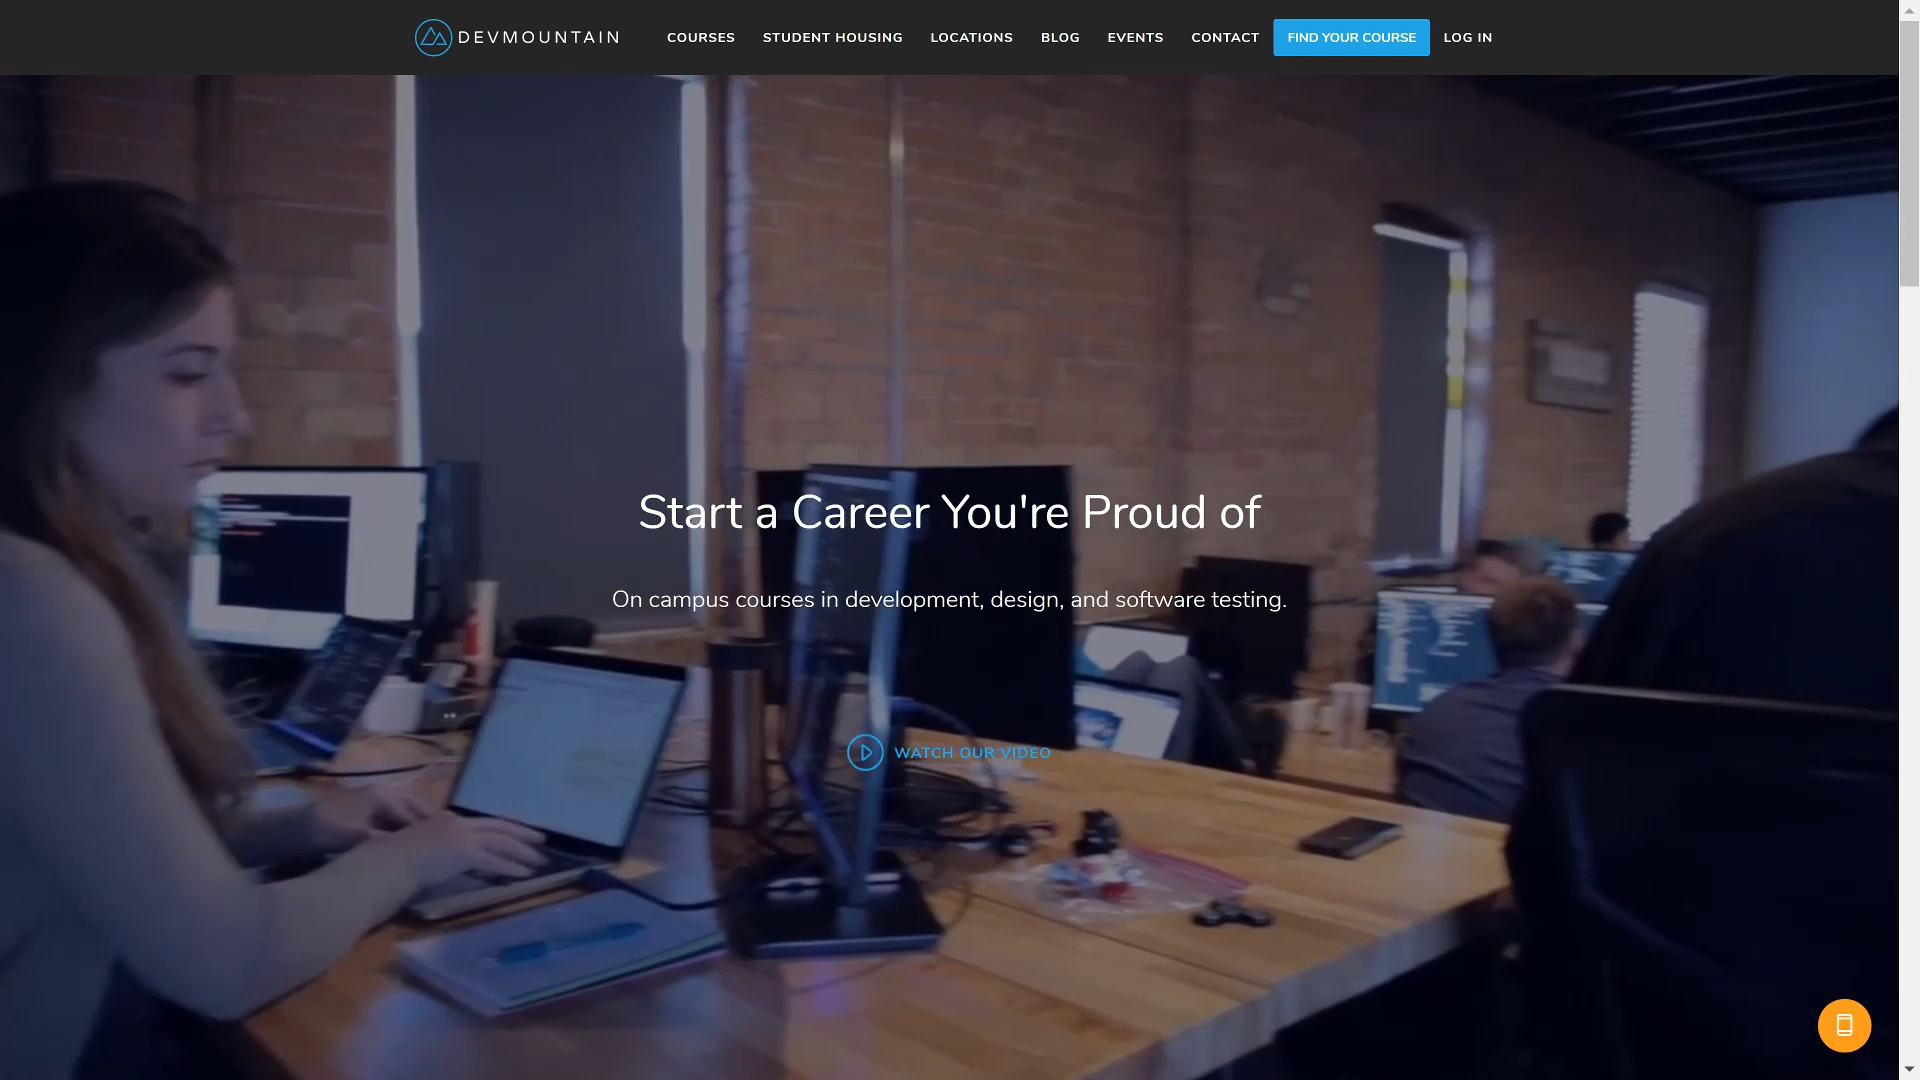 DEVMOUNTAIN COURSES STUDENT HOUSING LOCATIONS BLOG EVENTS CONTACT FIND YOUR COURSE LOG IN
Start a Career You're Proud of
On campus courses in development, design, and software testing.
WATCH OUR VIDEO